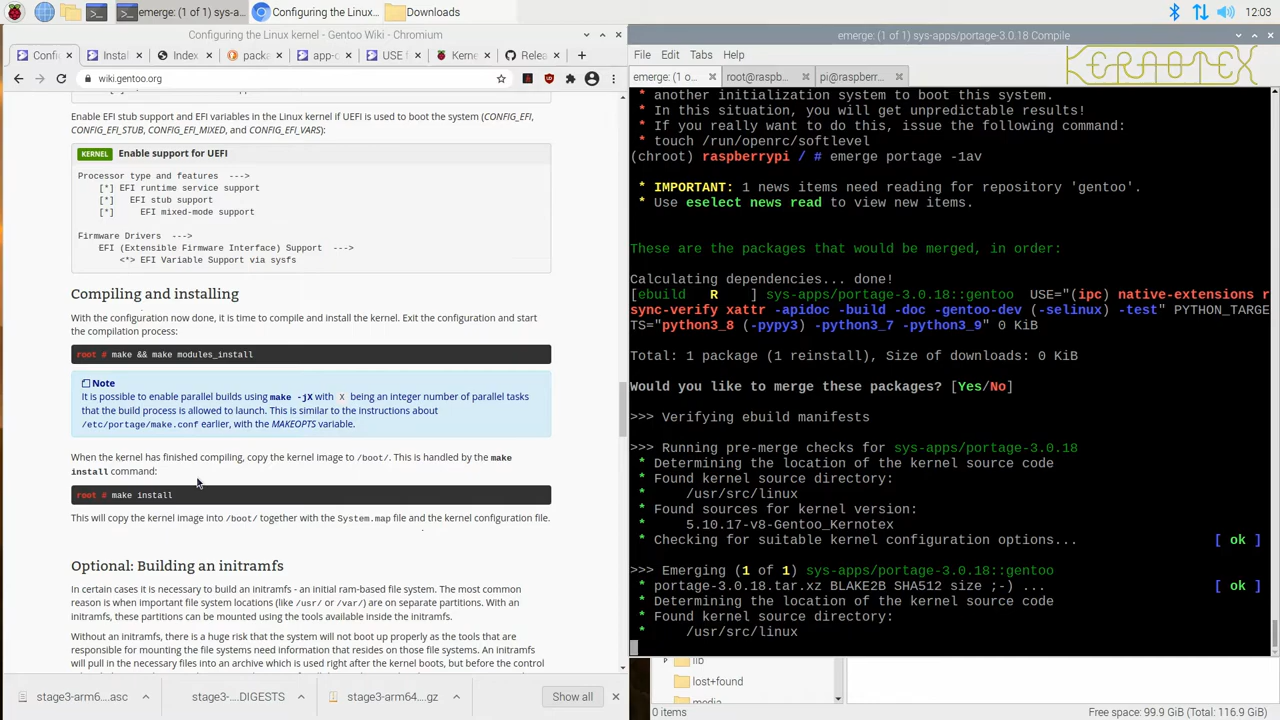 emerge: (1 of 1) sys-a...
Configuring the Linux...
Downloads
12:03
Configuring the Linux kernel - Gentoo Wiki - Chromium
Confi
Instal
Index
packa
app-c
USE f
Kerne
Relea
wiki.gentoo.org
Enable EFI stub support and EFI variables in the Linux kernel if UEFI is used to boot the system (CONFIG_EFI,
CONFIG_EFI_STUB, CONFIG_EFI_MIXED, and CONFIG_EFI_VARS):
KERNEL Enable support for UEFI
Processor type and features --->
[*] EFI runtime service support
[*] EFI stub support
[*] EFI mixed-mode support
Firmware Drivers --->
EFI (Extensible Firmware Interface) Support --->
<*> EFI Variable Support via sysfs
Compiling and installing
With the configuration now done, it is time to compile and install the kernel. Exit the configuration and start
the compilation process:
root # make && make modules_install
Note
It is possible to enable parallel builds using make -jX with X being an integer number of parallel tasks
that the build process is allowed to launch. This is similar to the instructions about
/etc/portage/make.conf earlier, with the MAKEOPTS variable.
When the kernel has finished compiling, copy the kernel image to /boot/. This is handled by the make
install command:
root # make install
This will copy the kernel image into /boot/ together with the System.map file and the kernel configuration file.
Optional: Building an initramfs
In certain cases it is necessary to build an initramfs - an initial ram-based file system. The most common
reason is when important file system locations (like /usr/ or /var/) are on separate partitions. With an
initramfs, these partitions can be mounted using the tools available inside the initramfs.
Without an initramfs, there is a huge risk that the system will not boot up properly as the tools that are
responsible for mounting the file systems need information that resides on those file systems. An initramfs
will pull in the necessary files into an archive which is used right after the kernel boots, but before the control
stage3-arm6....asc
stage3-....DIGESTS
stage3-arm64....gz
Show all
emerge: (1 of 1) sys-apps/portage-3.0.18 Compile
File Edit Tabs Help
KERNOTEX
emerge: (1 o...
root@raspb...
pi@raspberr...
* another initialization system to boot this system.
* In this situation, you will get unpredictable results!
* If you really want to do this, issue the following command:
* touch /run/openrc/softlevel
(chroot) raspberrypi / # emerge portage -1av
* IMPORTANT: 1 news items need reading for repository 'gentoo'.
* Use eselect news read to view new items.
These are the packages that would be merged, in order:
Calculating dependencies... done!
[ebuild R ] sys-apps/portage-3.0.18::gentoo USE="(ipc) native-extensions r
sync-verify xattr -apidoc -build -doc -gentoo-dev (-selinux) -test" PYTHON_TARGE
TS="python3_8 (-pypy3) -python3_7 -python3_9" 0 KiB
Total: 1 package (1 reinstall), Size of downloads: 0 KiB
Would you like to merge these packages? [Yes/No]
>>> Verifying ebuild manifests
>>> Running pre-merge checks for sys-apps/portage-3.0.18
* Determining the location of the kernel source code
* Found kernel source directory:
* /usr/src/linux
* Found sources for kernel version:
* 5.10.17-v8-Gentoo_Kernotex
* Checking for suitable kernel configuration options... [ ok ]
>>> Emerging (1 of 1) sys-apps/portage-3.0.18::gentoo
* portage-3.0.18.tar.xz BLAKE2B SHA512 size ;-) ... [ ok ]
* Determining the location of the kernel source code
* Found kernel source directory:
* /usr/src/linux
lib
lost+found
media
0 items
Free space: 99.9 GiB (Total: 116.9 GiB)